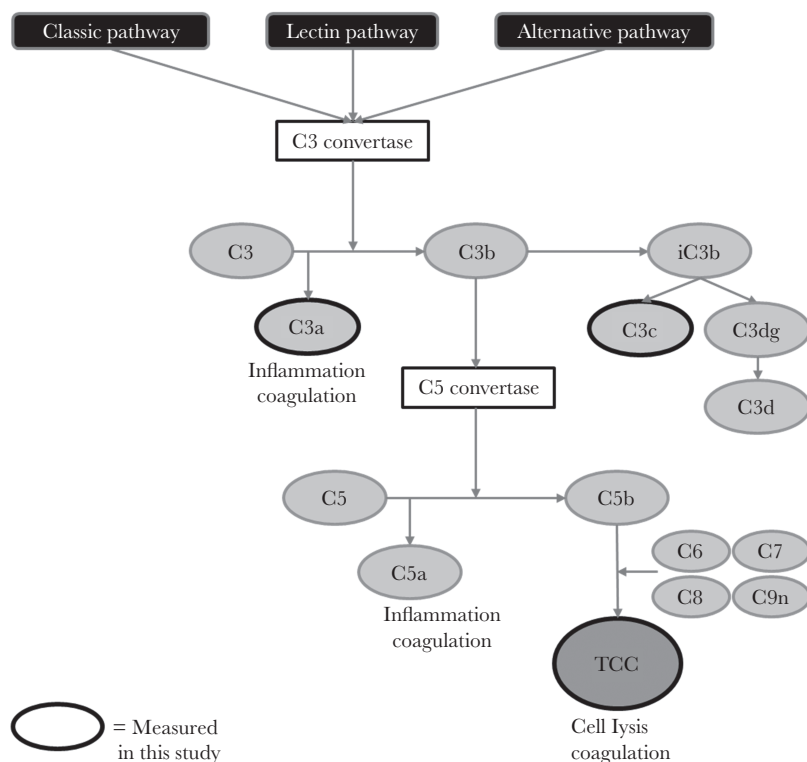 Classic pathway
Lectin pathway
Alternative pathway
C3 convertase
C3
C3b
iC3b
C3a
C3c
C3dg
Inflammation
coagulation
C5 convertase
C3d
C5
C5b
C6
C7
C5a
C8
C9n
Inflammation
coagulation
TCC
= Measured
in this study
Cell Iysis
coagulation